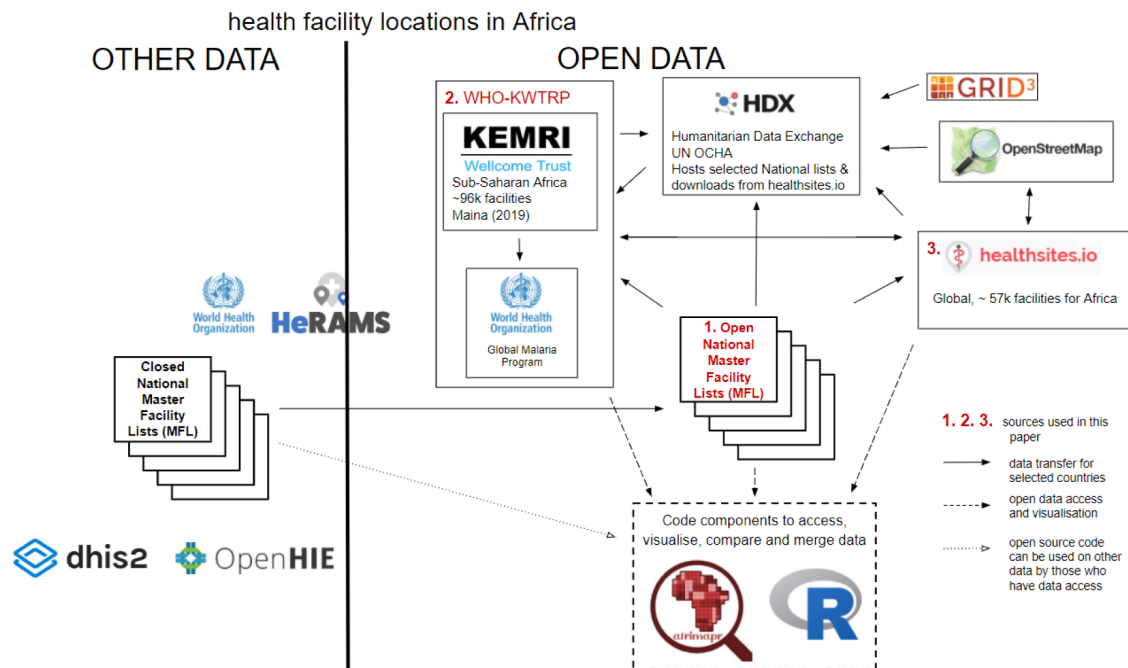 health facility locations in Africa
OTHER DATA
OPEN DATA
2. WHO-KWTRP
KEMRI
Wellcome Trust
Sub-Saharan Africa
~96k facilities
Maina (2019)
World Health
Organization
Global Malaria
Program
HDX
Humanitarian Data Exchange
UN OCHA
Hosts selected National lists &
downloads from healthsites.io
GRID3
OpenStreetMap
3. healthsites.io
Global, ~ 57k facilities for Africa
World Health
Organization
HeRAMS
Closed
National
Master
Facility
Lists (MFL)
1. Open
National
Master
Facility
Lists (MFL)
dhis2
OpenHIE
Code components to access,
visualise, compare and merge data
afrimapr
R
1. 2. 3. sources used in this
paper
data transfer for
selected countries
open data access
and visualisation
open source code
can be used on other
data by those who
have data access